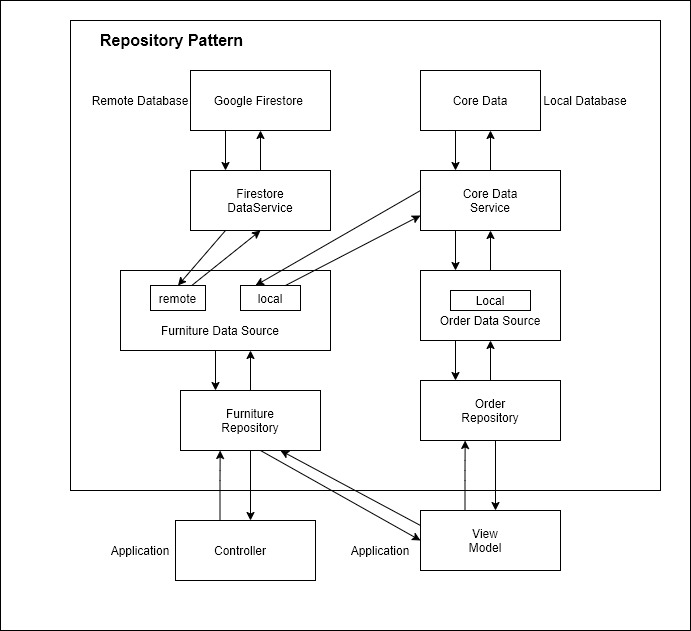 Repository Pattern
Remote Database
Google Firestore
Core Data
Local Database
Firestore
DataService
Core Data
Service
remote
local
Furniture Data Source
Local
Order Data Source
Furniture
Repository
Order
Repository
Application
Controller
Application
View
Model